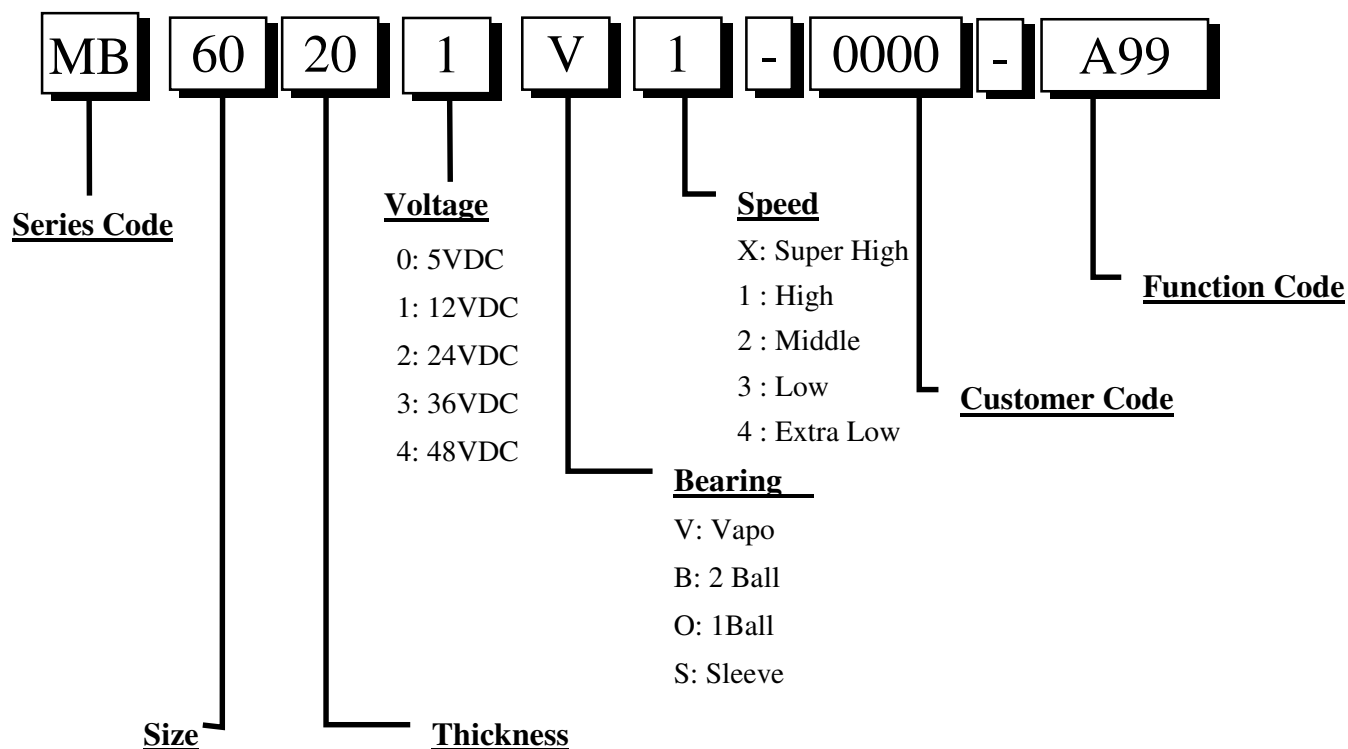 MB 60 20 1 V 1 - 0000 - A99
Series Code
Voltage
0: 5VDC
1: 12VDC
2: 24VDC
3: 36VDC
4: 48VDC
Speed
X: Super High
1 : High
2 : Middle
3 : Low
4 : Extra Low
Function Code
Customer Code
Bearing
V: Vapo
B: 2 Ball
O: 1Ball
S: Sleeve
Size
Thickness